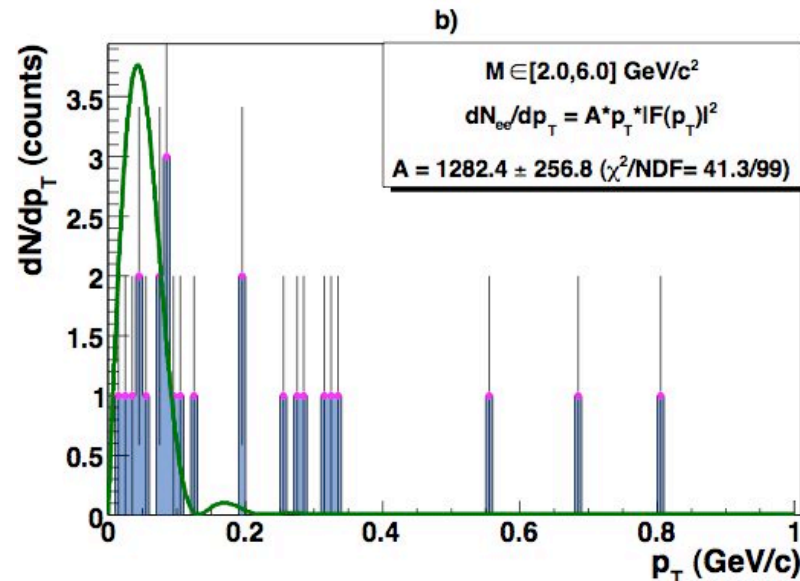 b)
M ∈[2.0,6.0] GeV/c²
dN_ee/dp_T = A*p_T*|F(p_T)|²
A = 1282.4 ± 256.8 (χ²/NDF= 41.3/99)
dN/dp_T (counts)
3.5
3
2.5
2
1.5
1
0.5
0
0 0.2 0.4 0.6 0.8 1
p_T (GeV/c)